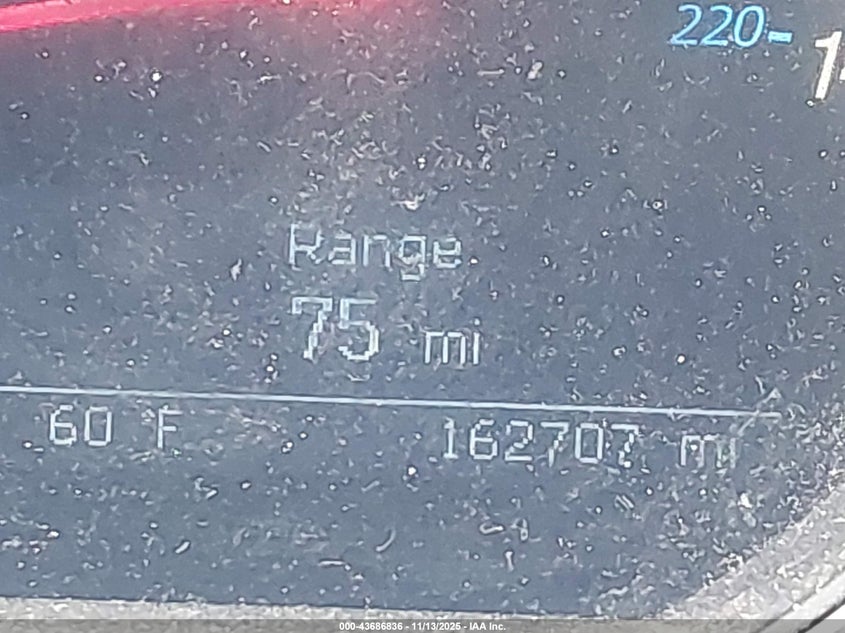 220
Range
75 mi
60 F
162707 mi
000-43686836 - 11/13/2025 - IAA Inc.